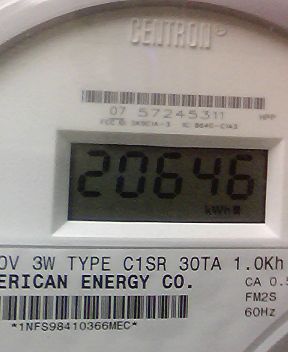 CENTRON
07 57245311
HPP
20646
kWh
0V 3W TYPE C1SR 30TA 1.0Kh
ERICAN ENERGY CO.
CA 0.5
FM2S
60Hz
*1NFS98410366MEC*